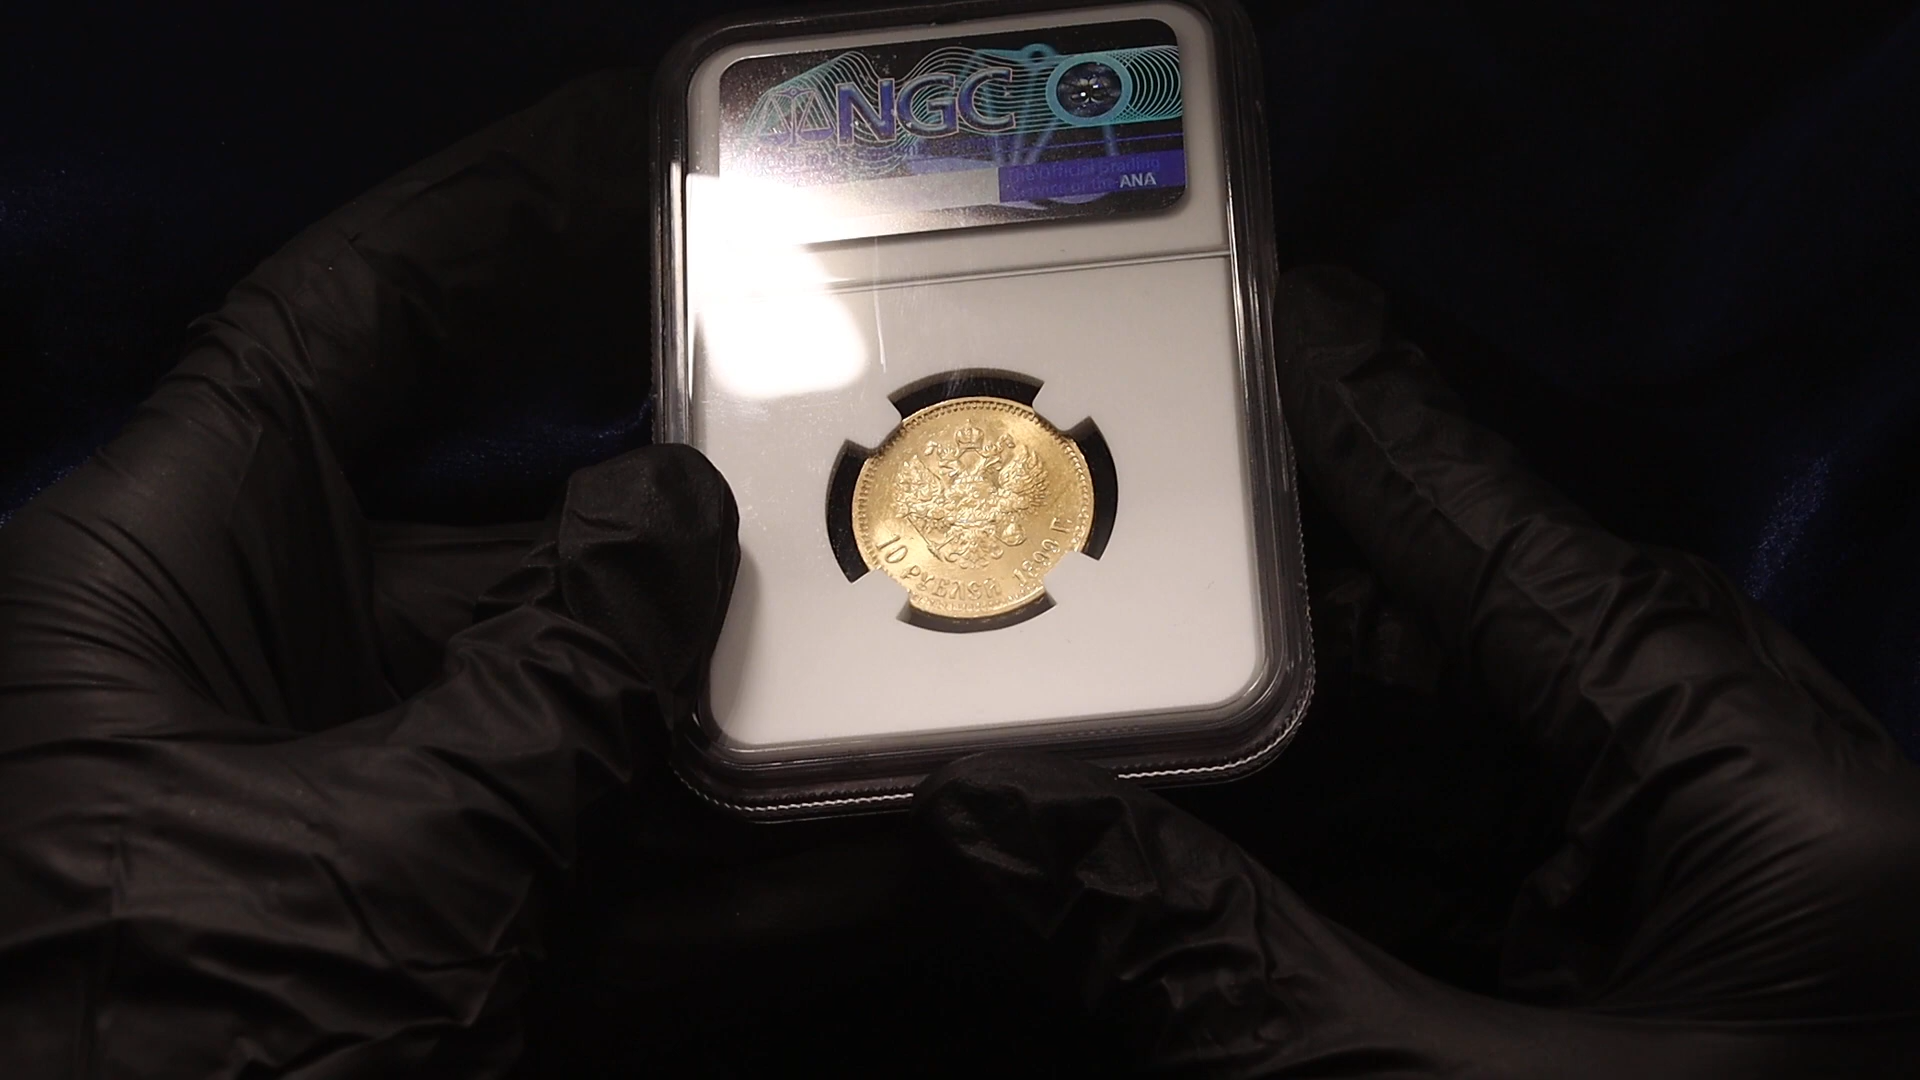 NGC
The Official Grading
Service of the ANA
10 РУБЛЕЙ 1899 Г.